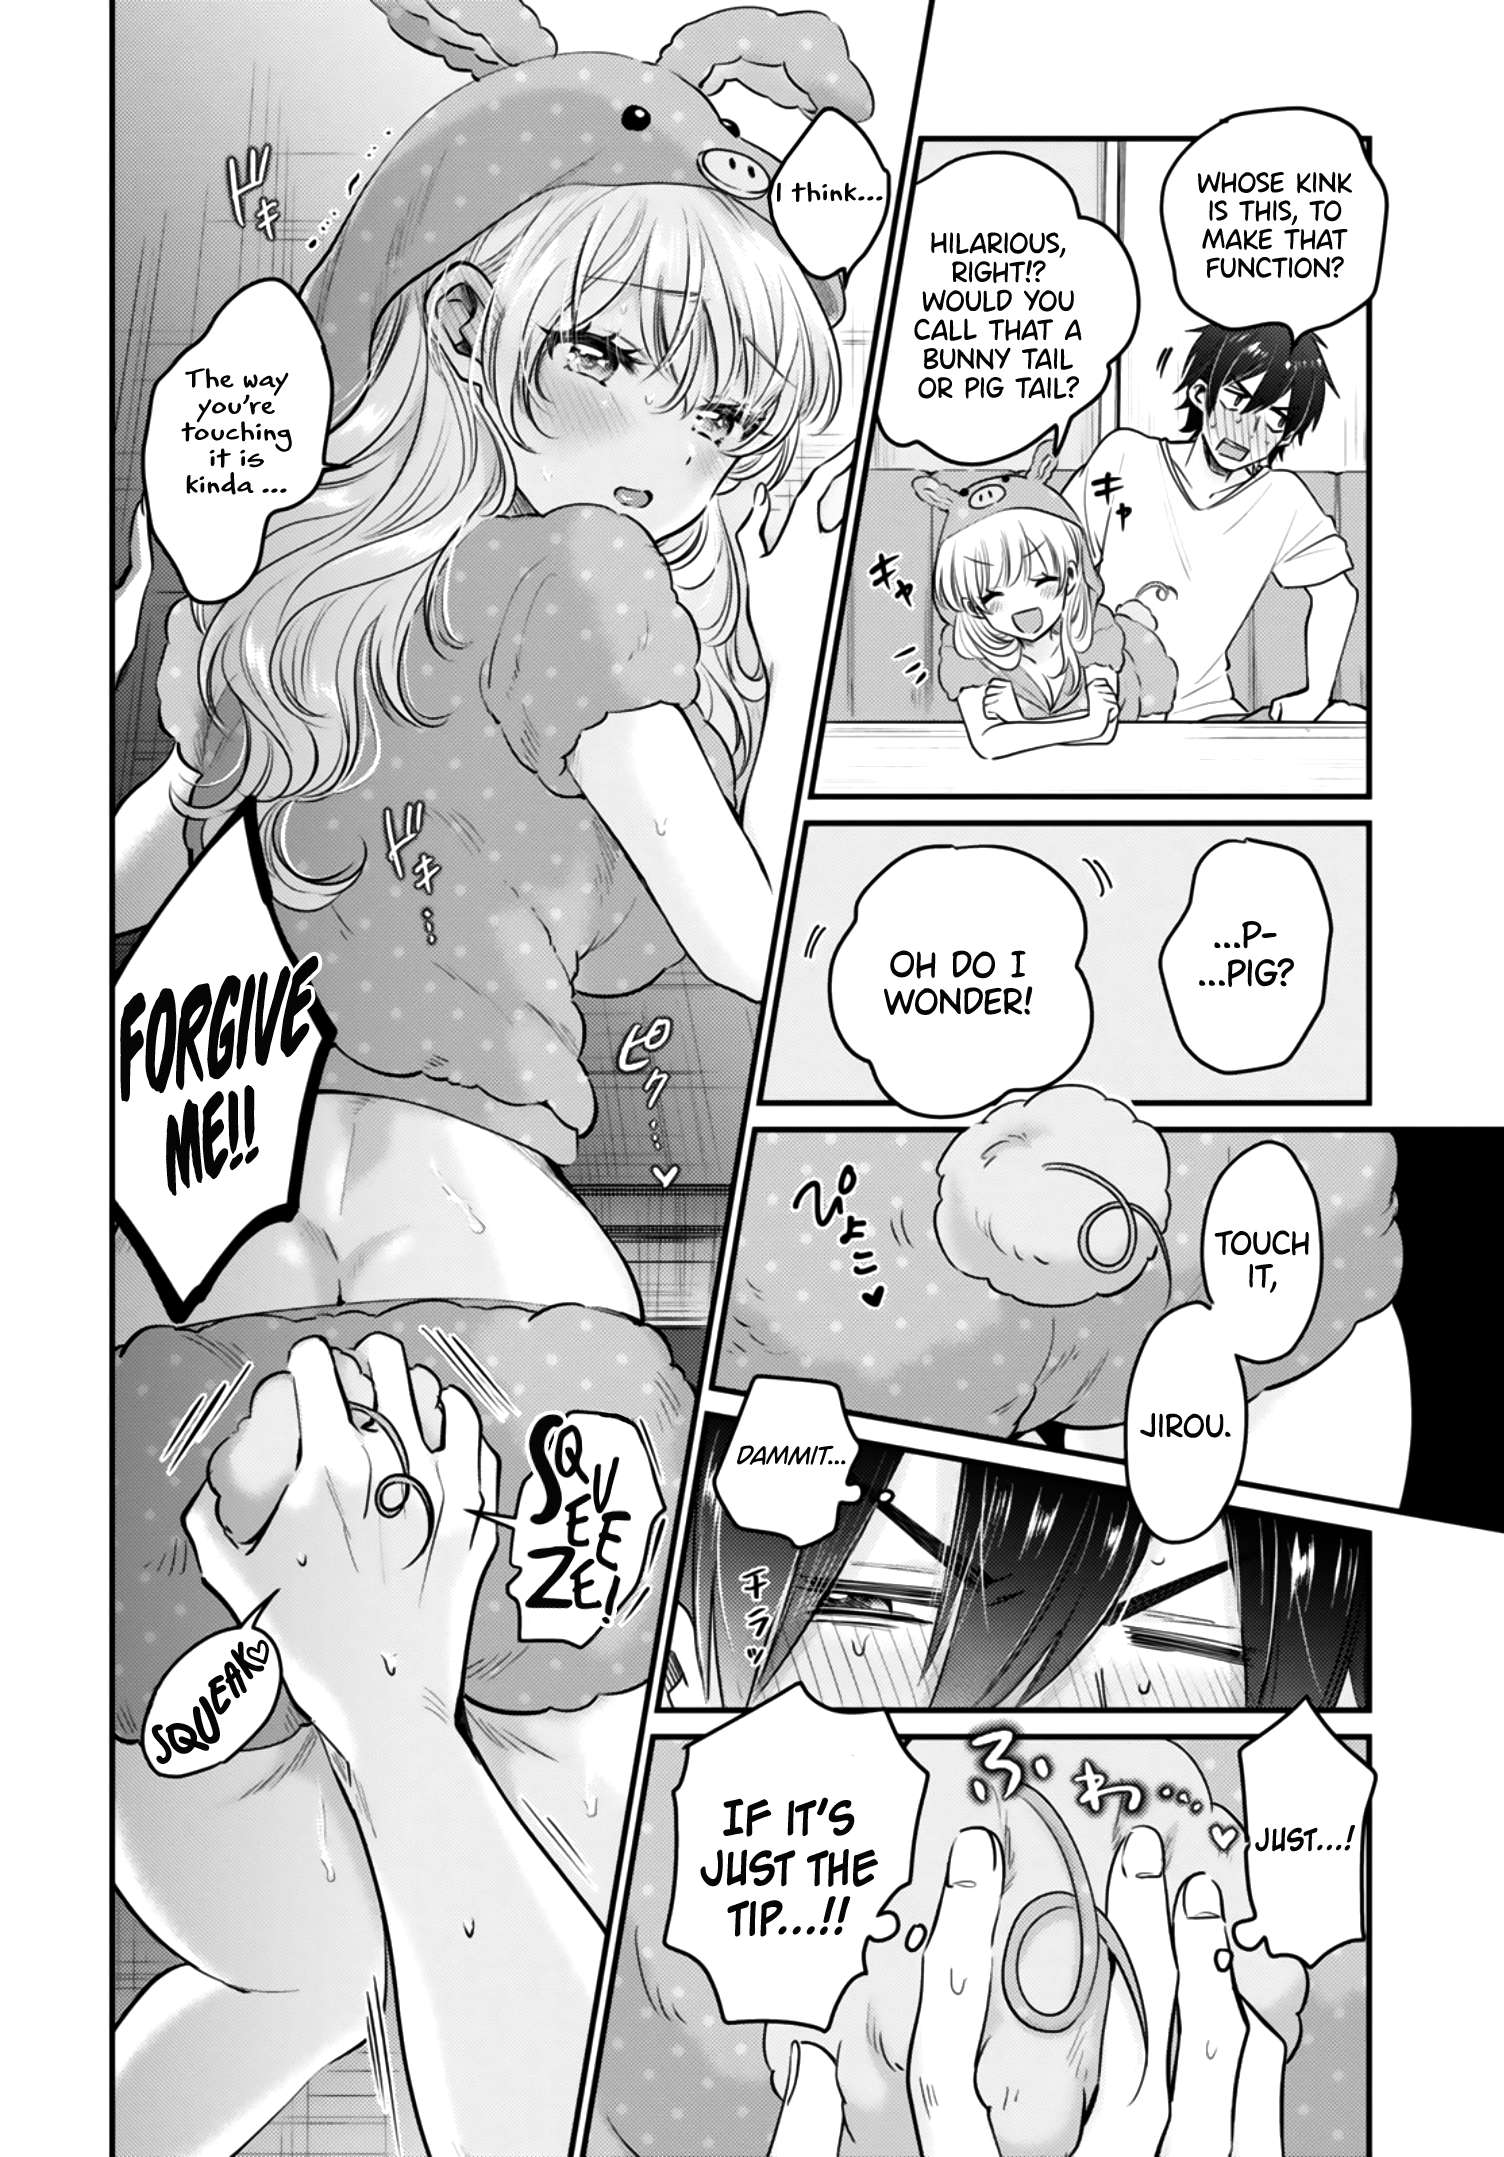 WHOSE KINK
IS THIS, TO
MAKE THAT
FUNCTION?
HILARIOUS,
RIGHT!?
WOULD YOU
CALL THAT A
BUNNY TAIL
OR PIG TAIL?
キャ
キャ
...P-
...PIG?
OH DO I
WONDER!
TOUCH
IT,
JIROU.
ぴょこ♥
DAMMIT...
チラッ
JUST...!
IF IT'S
JUST THE
TIP...!!
ふわ…♡
I think...
The way
you're
touching
it is
kinda ...
ドキ
ドキ…
ピク…♥
FORGIVE
ME!!
SQUEEZE!
SQUEAK♡